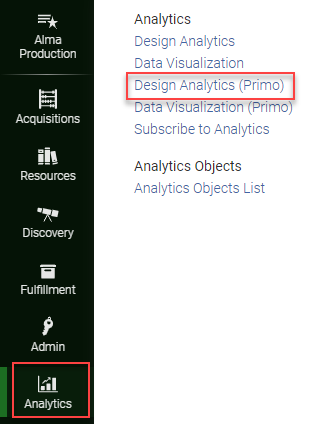 Alma
Production
Acquisitions
Resources
Discovery
Fulfillment
Admin
Analytics
Analytics
Design Analytics
Data Visualization
Design Analytics (Primo)
Data Visualization (Primo)
Subscribe to Analytics
Analytics Objects
Analytics Objects List